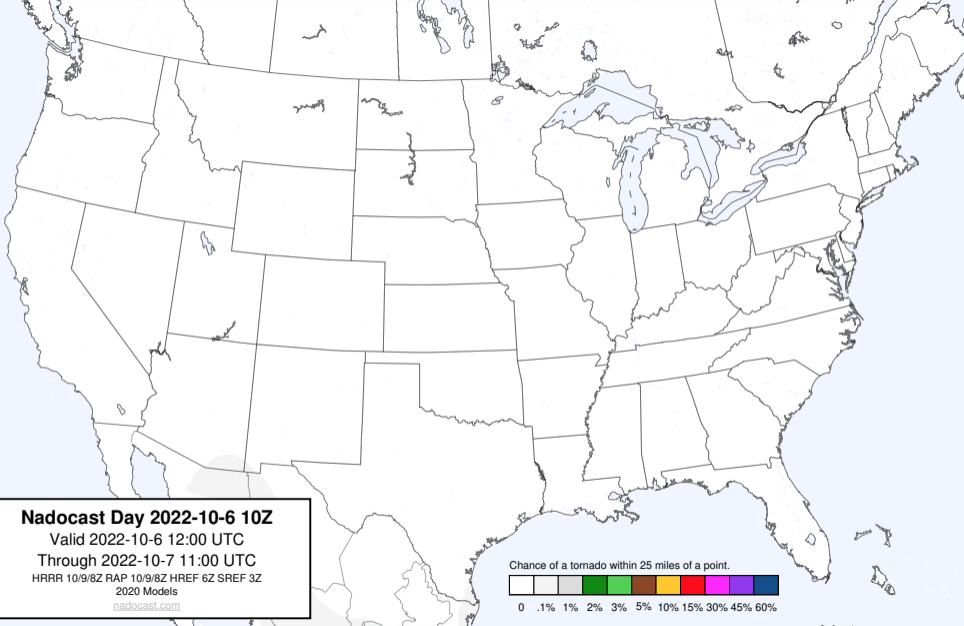 Nadocast Day 2022-10-6 10Z
Valid 2022-10-6 12:00 UTC
Through 2022-10-7 11:00 UTC
HRRR 10/9/8Z RAP 10/9/8Z HREF 6Z SREF 3Z
2020 Models
nadocast.com
Chance of a tornado within 25 miles of a point.
0 .1% 1% 2% 3% 5% 10% 15% 30% 45% 60%